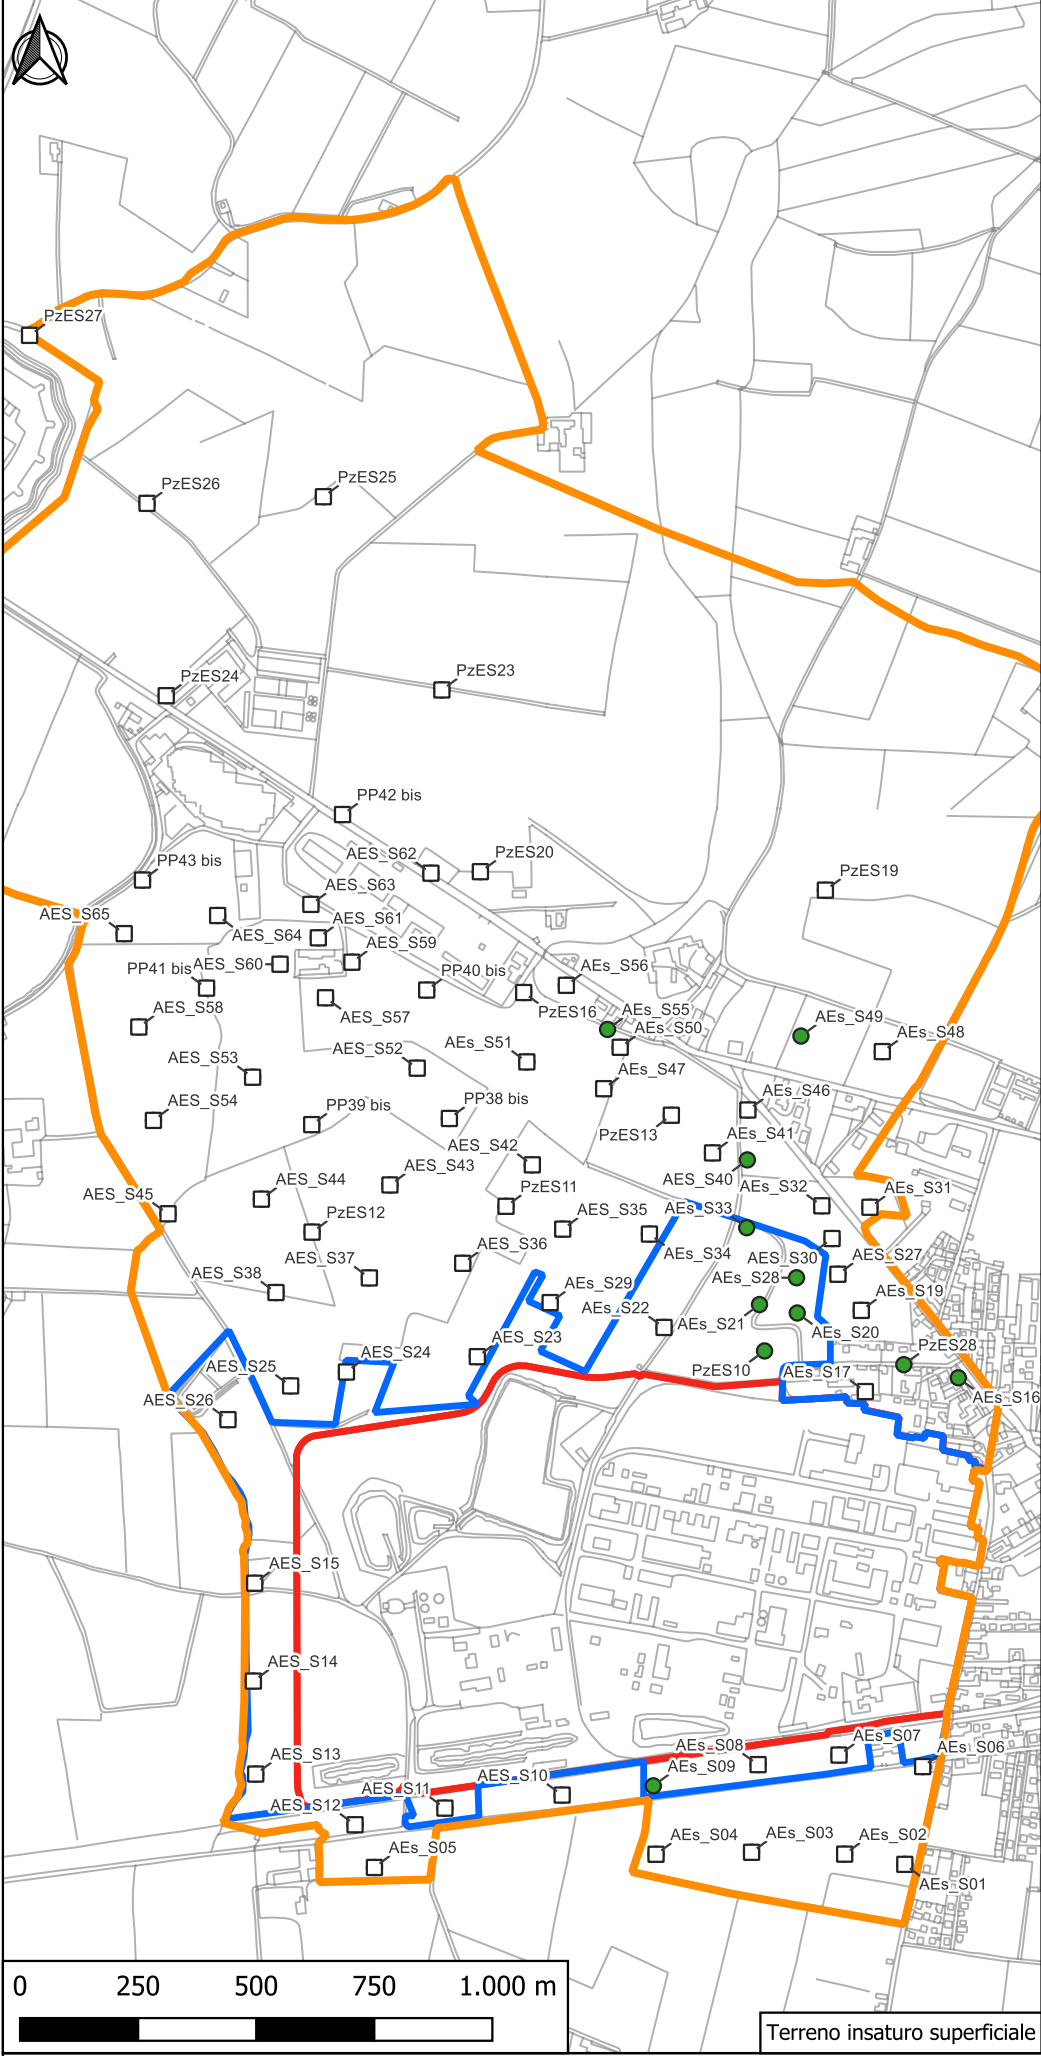 PzES27
PzES25
PzES26
PzES23
PzES24
PP42 bis
AES_S62
PzES20
PP43 bis
AES_S63
PzES19
AES_S65
AES_S61
AES_S64
AES_S59
PP41 bis
AES_S60
PP40 bis
AEs_S56
AES_S58
AES_S57
PzES16
AEs_S55
AEs_S49
AEs_S50
AEs_S48
AES_S53
AES_S52
AEs_S51
AEs_S47
AES_S54
PP39 bis
PP38 bis
AEs_S46
PzES13
AEs_S41
AES_S42
AES_S43
AES_S40
AES_S44
AEs_S32
AEs_S31
AES_S45
PzES11
PzES12
AES_S35
AEs_S33
AES_S36
AEs_S34
AES_S30
AES_S27
AES_S37
AES_S38
AEs_S28
AEs_S29
AEs_S19
AEs_S22
AEs_S21
AEs_S20
AES_S23
AES_S24
PzES28
AES_S25
PzES10
AEs_S17
AES_S26
AEs_S16
AES_S15
AES_S14
AEs_S07
AEs_S08
AEs_S06
AES_S13
AEs_S09
AES_S10
AES_S11
AES_S12
AEs_S05
AEs_S04
AEs_S03
AEs_S02
AEs_S01
0 250 500 750 1.000 m
Terreno insaturo superficiale